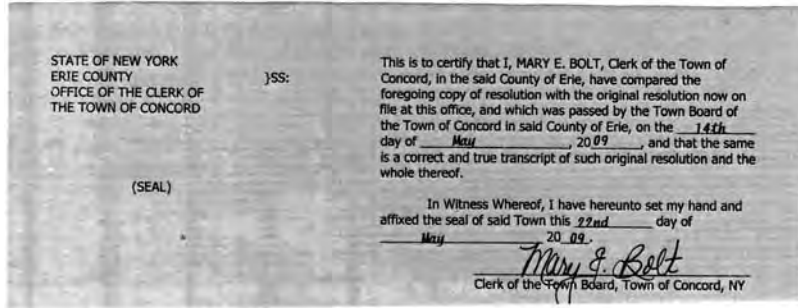 STATE OF NEW YORK
ERIE COUNTY }SS:
OFFICE OF THE CLERK OF
THE TOWN OF CONCORD
(SEAL)
This is to certify that I, MARY E. BOLT, Clerk of the Town of
Concord, in the said County of Erie, have compared the
foregoing copy of resolution with the original resolution now on
file at this office, and which was passed by the Town Board of
the Town of Concord in said County of Erie, on the 14th
day of May, 2009, and that the same
is a correct and true transcript of such original resolution and the
whole thereof.
In Witness Whereof, I have hereunto set my hand and
affixed the seal of said Town this 22nd day of
May 20 09.
Mary E. Bolt
Clerk of the Town Board, Town of Concord, NY